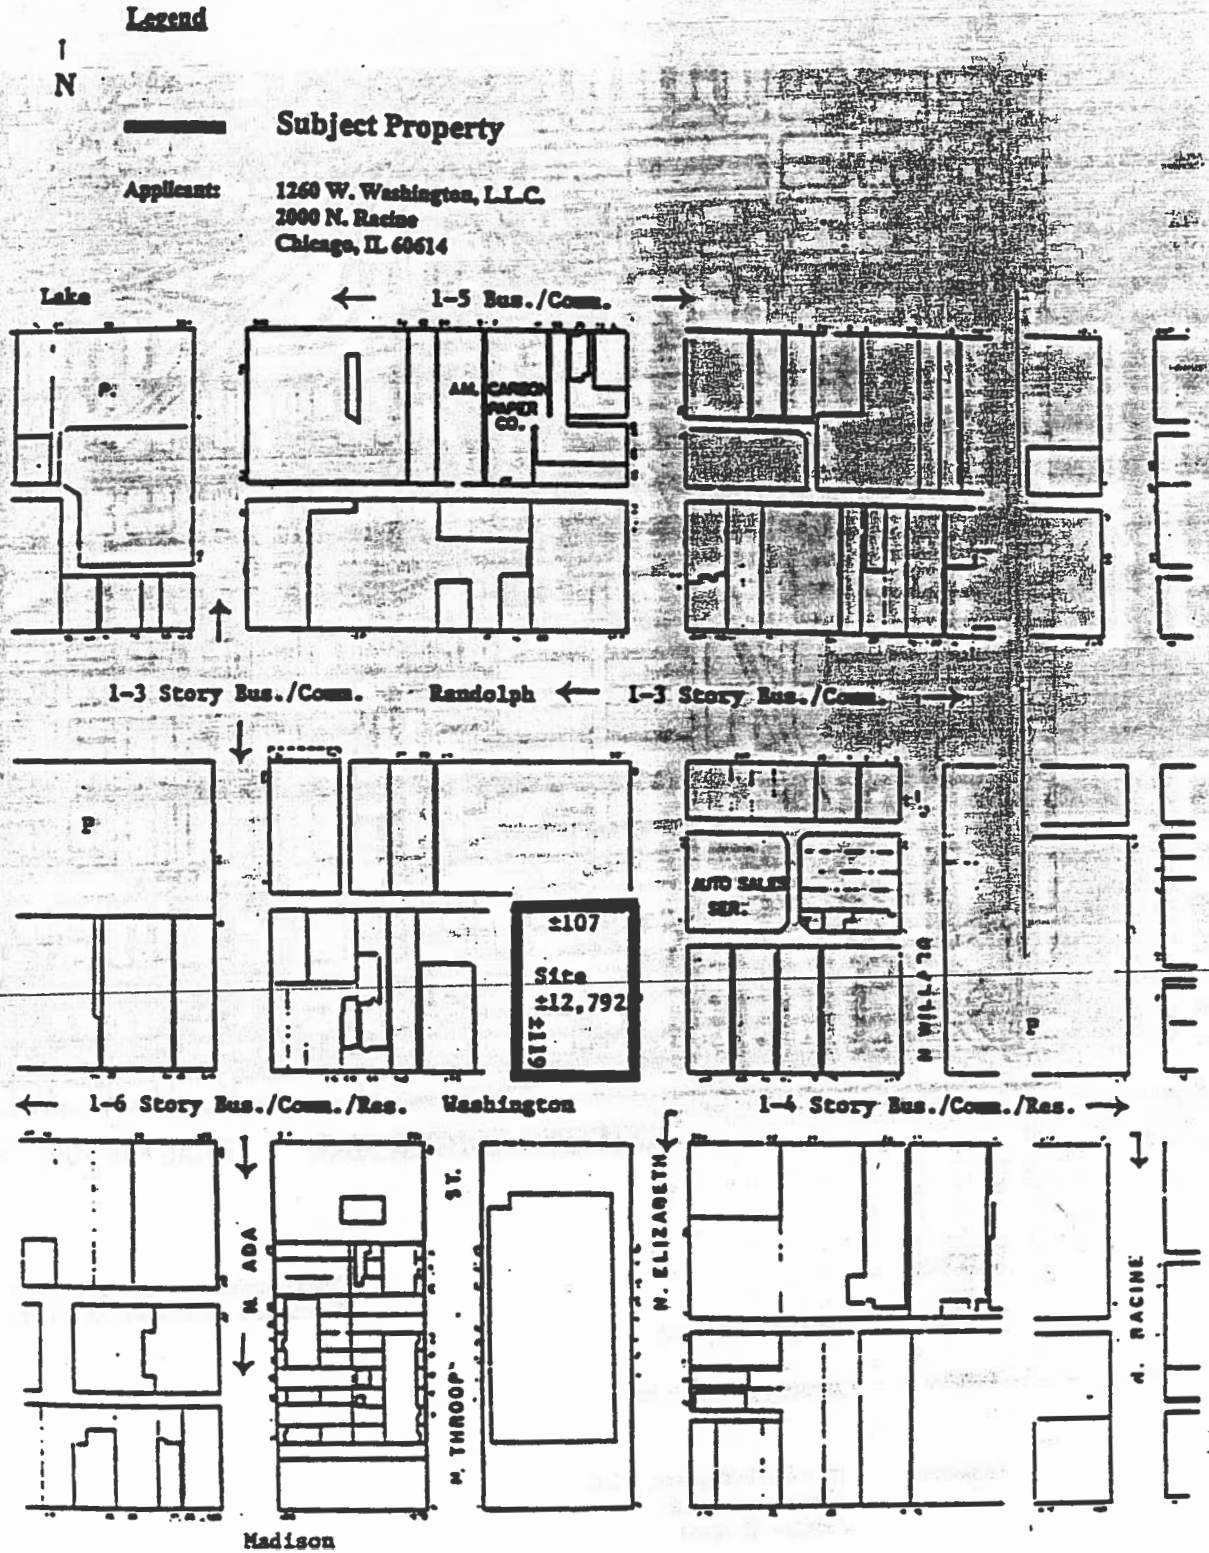 Legend
N
Subject Property
Applicant:
1260 W. Washington, L.L.C.
2000 N. Racine
Chicago, IL 60614
Lake
1-5 Bus./Comm.
P.
AM. CARBON
PAPER
CO.
1-3 Story Bus./Comm.
Randolph
1-3 Story Bus./Comm.
P
AUTO SALES
SER.
±107
Site
±12,792
±119
P
1-6 Story Bus./Comm./Res.
Washington
1-4 Story Bus./Comm./Res.
N. ADA
N. THROOP
ST.
N. ELIZABETH
N. RACINE
Madison